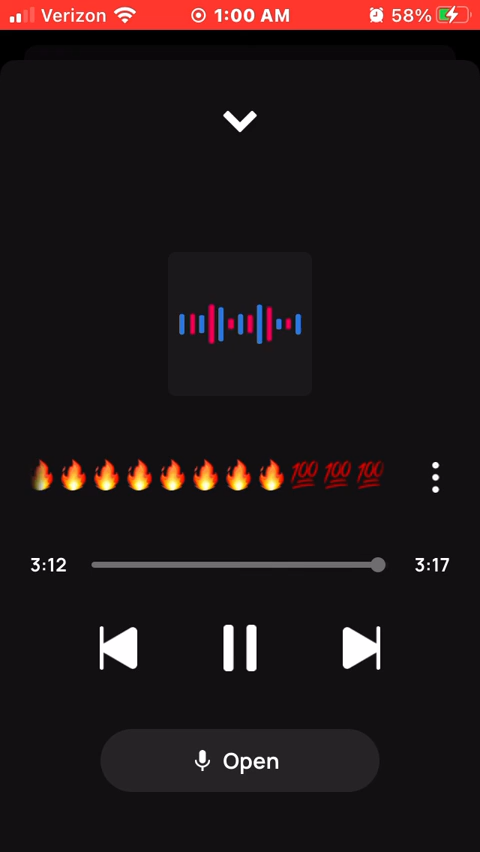 Verizon 1:00 AM 58%
🔥🔥🔥🔥🔥🔥🔥🔥💯💯💯
3:12 3:17
Open